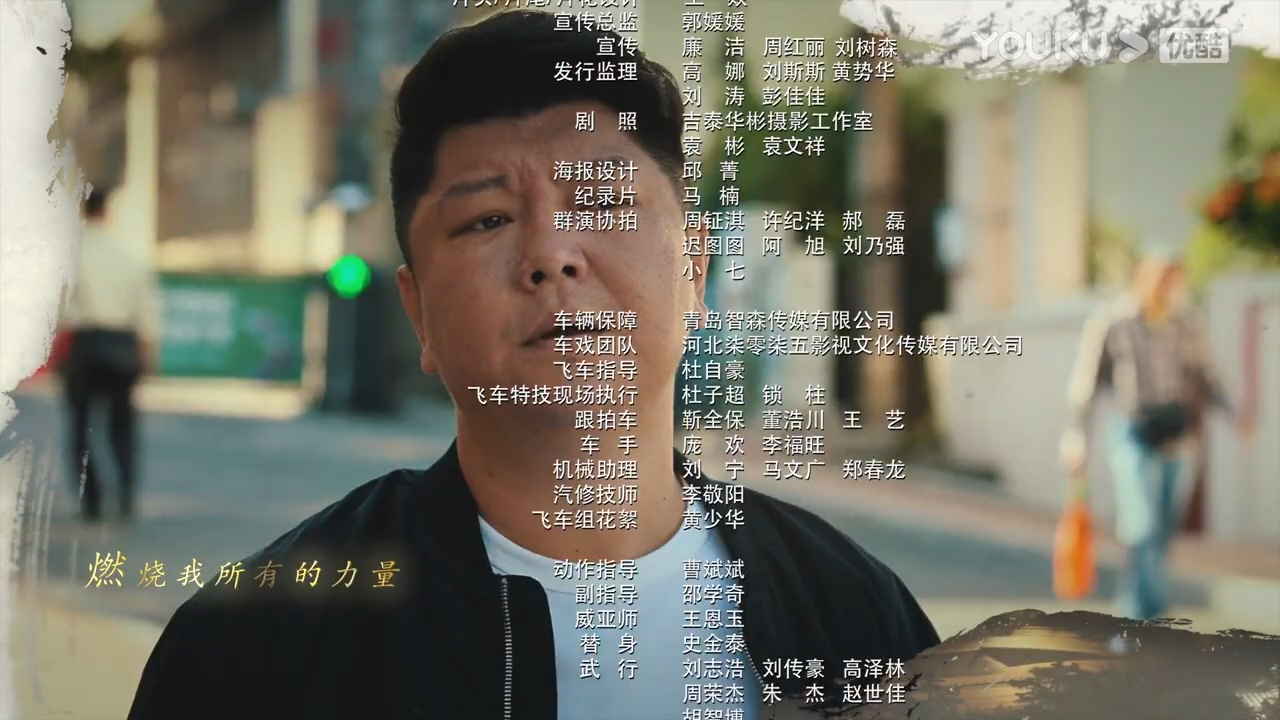 宣传总监 郭媛媛
YOUKU 优酷
宣传 廉 洁 周红丽 刘树森
发行监理 高 娜 刘斯斯 黄势华
刘 涛 彭佳佳
剧 照 吉泰华彬摄影工作室
袁 彬 袁文祥
海报设计 邱 菁
纪录片 马 楠
群演协拍 周钲淇 许纪洋 郝 磊
迟图图 阿 旭 刘乃强
小 七
车辆保障 青岛智森传媒有限公司
车戏团队 河北柒零柒五影视文化传媒有限公司
飞车指导 杜自豪
飞车特技现场执行 杜子超 锁 柱
跟拍车 靳全保 董浩川 王 艺
车 手 庞 欢 李福旺
机械助理 刘 宁 马文广 郑春龙
汽修技师 李敬阳
飞车组花絮 黄少华
燃烧我所有的力量
动作指导 曹斌斌
副指导 邵学奇
威亚师 王恩玉
替 身 史金泰
武 行 刘志浩 刘传豪 高泽林
周荣杰 朱 杰 赵世佳
胡智博